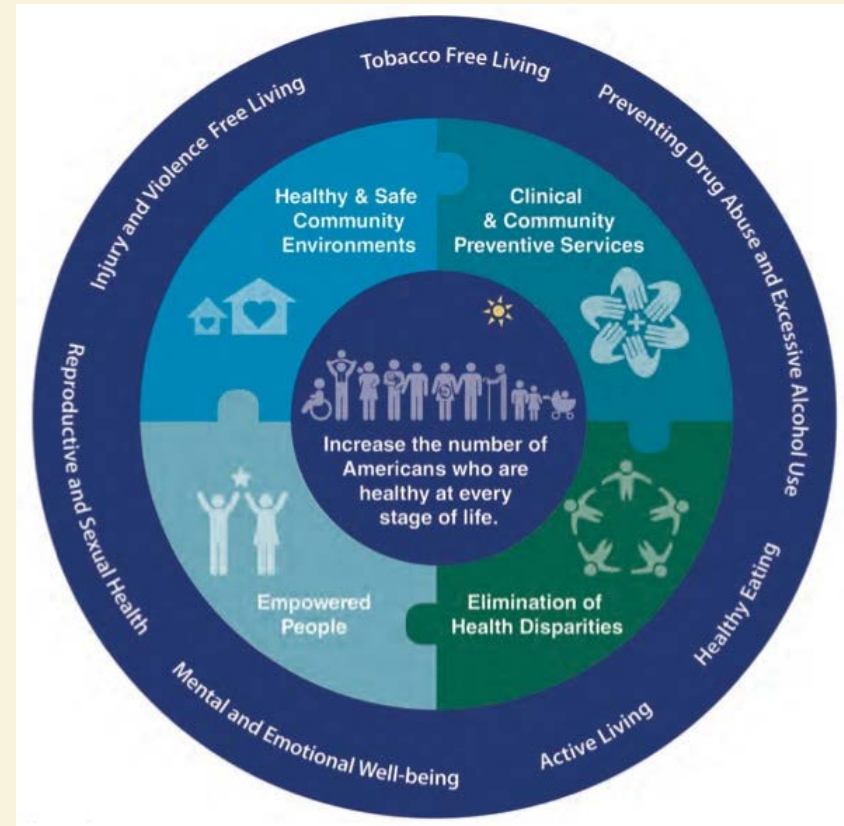 Tobacco Free Living
Preventing Drug Abuse and Excessive Alcohol Use
Healthy Eating
Active Living
Mental and Emotional Well-being
Reproductive and Sexual Health
Injury and Violence Free Living
Healthy & Safe
Community
Environments
Clinical
& Community
Preventive Services
Increase the number of
Americans who are
healthy at every
stage of life.
Empowered
People
Elimination of
Health Disparities